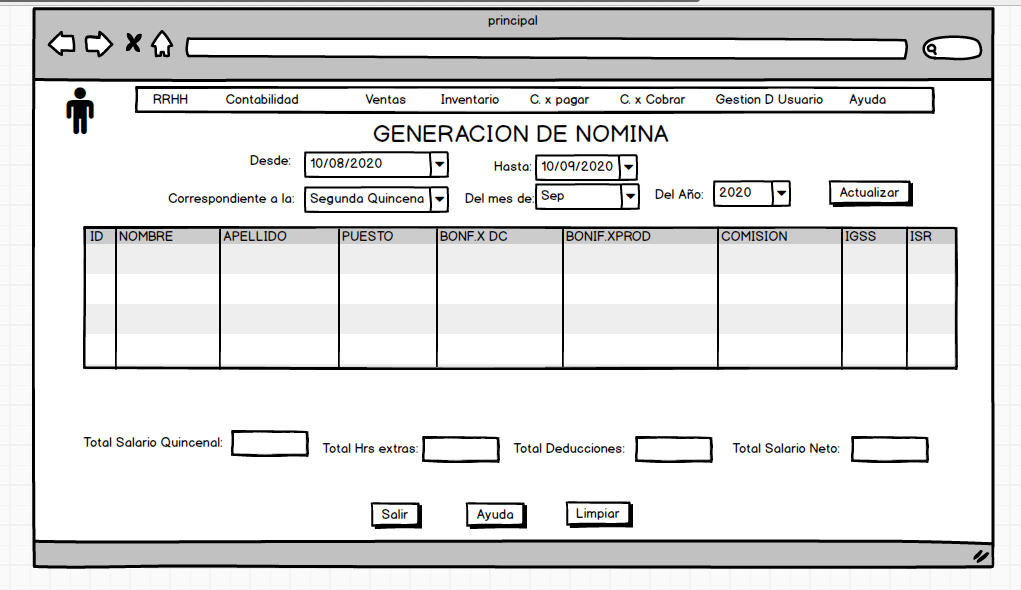 principal
RRHH Contabilidad Ventas Inventario C. x pagar C. x Cobrar Gestion D Usuario Ayuda
GENERACION DE NOMINA
Desde: 10/08/2020 Hasta: 10/09/2020
Correspondiente a la: Segunda Quincena Del mes de: Sep Del Año: 2020 Actualizar
ID NOMBRE APELLIDO PUESTO BONF.X DC BONIF.XPROD COMISION IGSS ISR
Total Salario Quincenal: Total Hrs extras: Total Deducciones: Total Salario Neto:
Salir Ayuda Limpiar